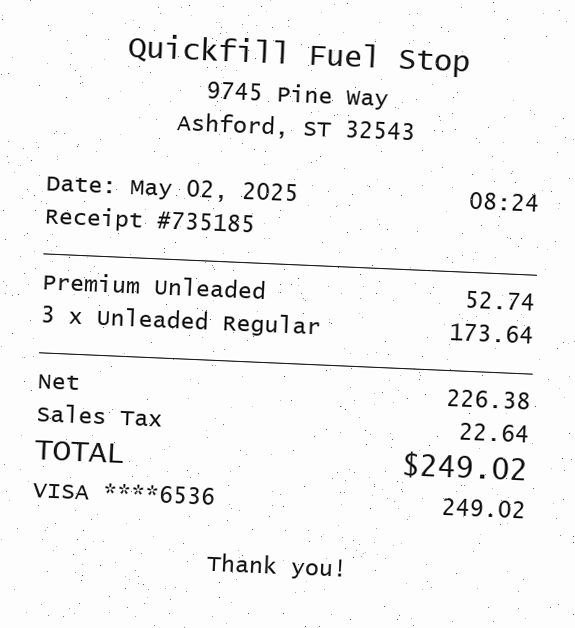 Quickfill Fuel Stop
9745 Pine Way
Ashford, ST 32543
Date: May 02, 2025 08:24
Receipt #735185
Premium Unleaded 52.74
3 x Unleaded Regular 173.64
Net 226.38
Sales Tax 22.64
TOTAL $249.02
VISA ****6536 249.02
Thank you!